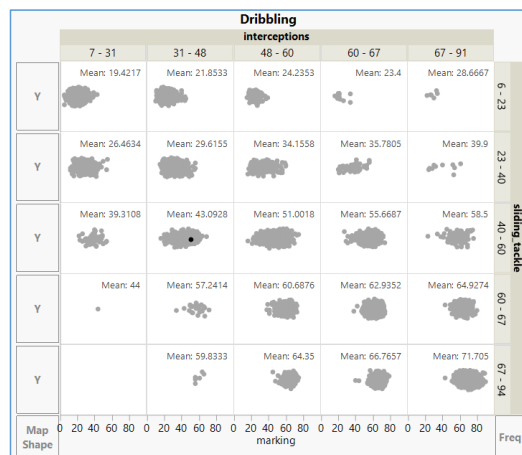 Dribbling
interceptions
7 - 31 31 - 48 48 - 60 60 - 67 67 - 91
Y Mean: 19.4217 Mean: 21.8533 Mean: 24.2353 Mean: 23.4 Mean: 28.6667 6 - 23
Y Mean: 26.4634 Mean: 29.6155 Mean: 34.1558 Mean: 35.7805 Mean: 39.9 23 - 40
Y Mean: 39.3108 Mean: 43.0928 Mean: 51.0018 Mean: 55.6687 Mean: 58.5 40 - 60
Y Mean: 44 Mean: 57.2414 Mean: 60.6876 Mean: 62.9352 Mean: 64.9274 60 - 67
Y Mean: 59.8333 Mean: 64.35 Mean: 66.7657 Mean: 71.705 67 - 94
sliding_tackle
Map Shape
0 20 40 60 80 0 20 40 60 80 0 20 40 60 80 0 20 40 60 80 0 20 40 60 80
marking
Freq